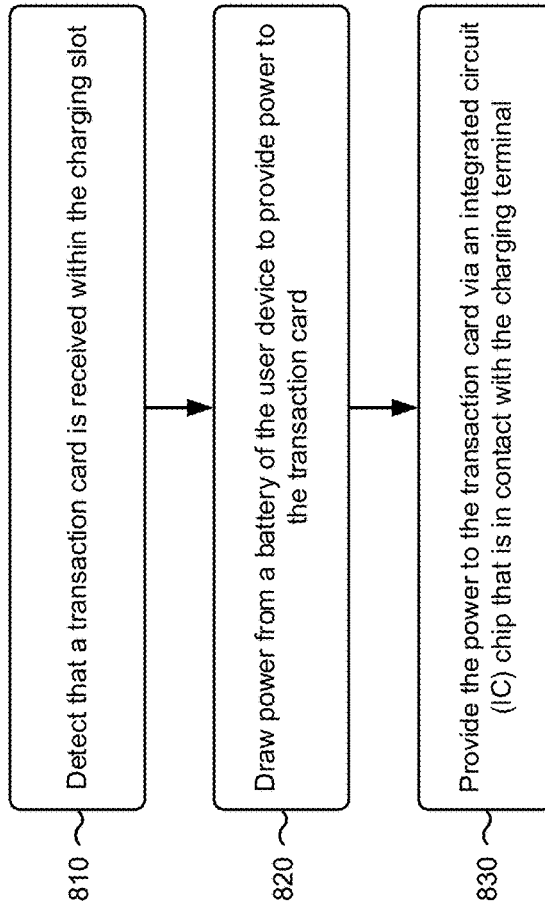 810
Detect that a transaction card is received within the charging slot
820
Draw power from a battery of the user device to provide power to
the transaction card
830
Provide the power to the transaction card via an integrated circuit
(IC) chip that is in contact with the charging terminal